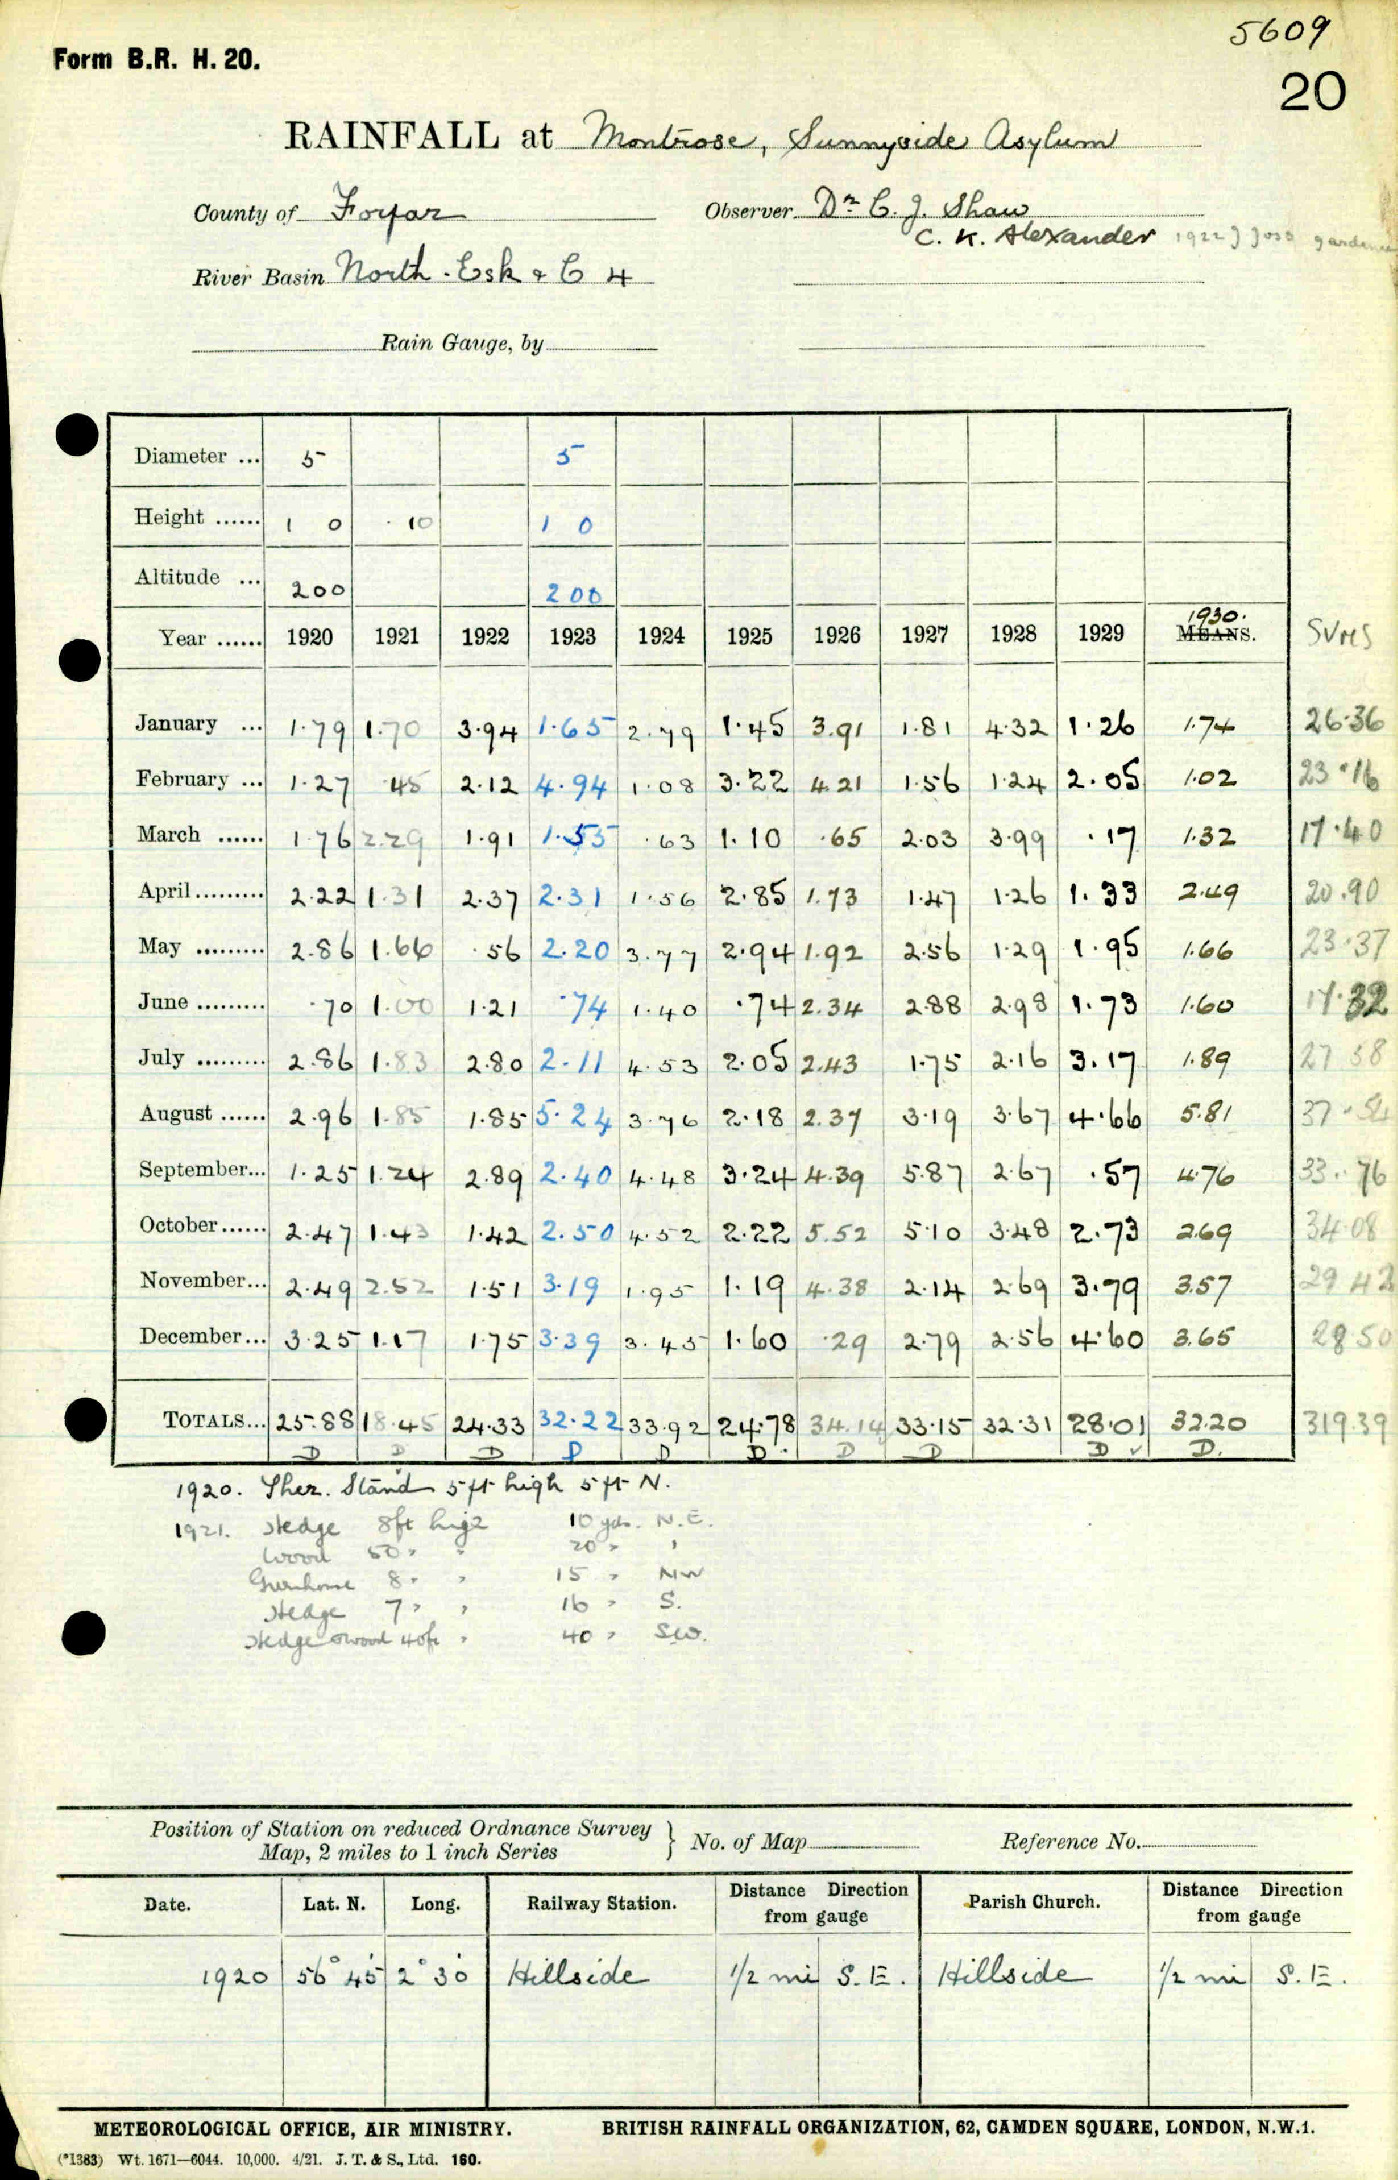 5609
Form B.R. H. 20.
20
RAINFALL at Montrose, Sunnyside Asylum
County of Forfar Observer Dr C. J. Shaw
C. K. Alexander 1922 J Joss gardener
River Basin North. Esk & C 4
Rain Gauge, by
Diameter ... 5 5
Height ...... 1 0 10 1 0
Altitude ... 200 200
1930.
Year ...... 1920 1921 1922 1923 1924 1925 1926 1927 1928 1929 MEANS. SUMS
January ... 1.79 1.70 3.94 1.65 2.79 1.45 3.91 1.81 4.32 1.26 1.74 26.36
February ... 1.27 .45 2.12 4.94 1.08 3.22 4.21 1.56 1.24 2.05 1.02 23.16
March ...... 1.76 2.29 1.91 1.55 .63 1.10 .65 2.03 3.99 .17 1.32 17.40
April ......... 2.22 1.31 2.37 2.31 1.56 2.85 1.73 1.47 1.26 1.33 2.49 20.90
May ......... 2.86 1.66 .56 2.20 3.77 2.94 1.92 2.56 1.29 1.95 1.66 23.37
June ......... .70 1.00 1.21 .74 1.40 .74 2.34 2.88 2.98 1.73 1.60 17.32
July ......... 2.86 1.83 2.80 2.11 4.53 2.05 2.43 1.75 2.16 3.17 1.89 27 58
August ...... 2.96 1.85 1.85 5.24 3.76 2.18 2.37 3.19 3.67 4.66 5.81 37.54
September... 1.25 1.24 2.89 2.40 4.48 3.24 4.39 5.87 2.67 .57 4.76 33.76
October...... 2.47 1.43 1.42 2.50 4.52 2.22 5.52 5.10 3.48 2.73 2.69 34.08
November... 2.49 2.52 1.51 3.19 1.95 1.19 4.38 2.14 2.69 3.79 3.57 29 42
December... 3.25 1.17 1.75 3.39 3.45 1.60 .29 2.79 2.56 4.60 3.65 28 50
TOTALS... 25.88 18.45 24.33 32.22 33.92 24.78 34.14 33.15 32.31 28.01 32.20 319.39
D D D D D D D D D ✓ D.
1920. Ther. Stand 5 ft high 5 ft N.
1921. Hedge 8ft high 10 yds. N.E.
Wood 50 " " 20 " "
Greenhouse 8 " " 15 " NW
Hedge 7 " " 16 " S.
Hedge & wood 40ft " 40 " SW.
Position of Station on reduced Ordnance Survey
Map, 2 miles to 1 inch Series } No. of Map Reference No.
Date. Lat. N. Long. Railway Station. Distance Direction from gauge Parish Church. Distance Direction from gauge
1920 56° 45' 2° 30' Hillside 1/2 mi S.E. Hillside 1/2 mi S.E.
METEOROLOGICAL OFFICE, AIR MINISTRY. BRITISH RAINFALL ORGANIZATION, 62, CAMDEN SQUARE, LONDON, N.W.1.
(*1383) Wt. 1671—6044. 10,000. 4/21. J. T. & S., Ltd. 160.